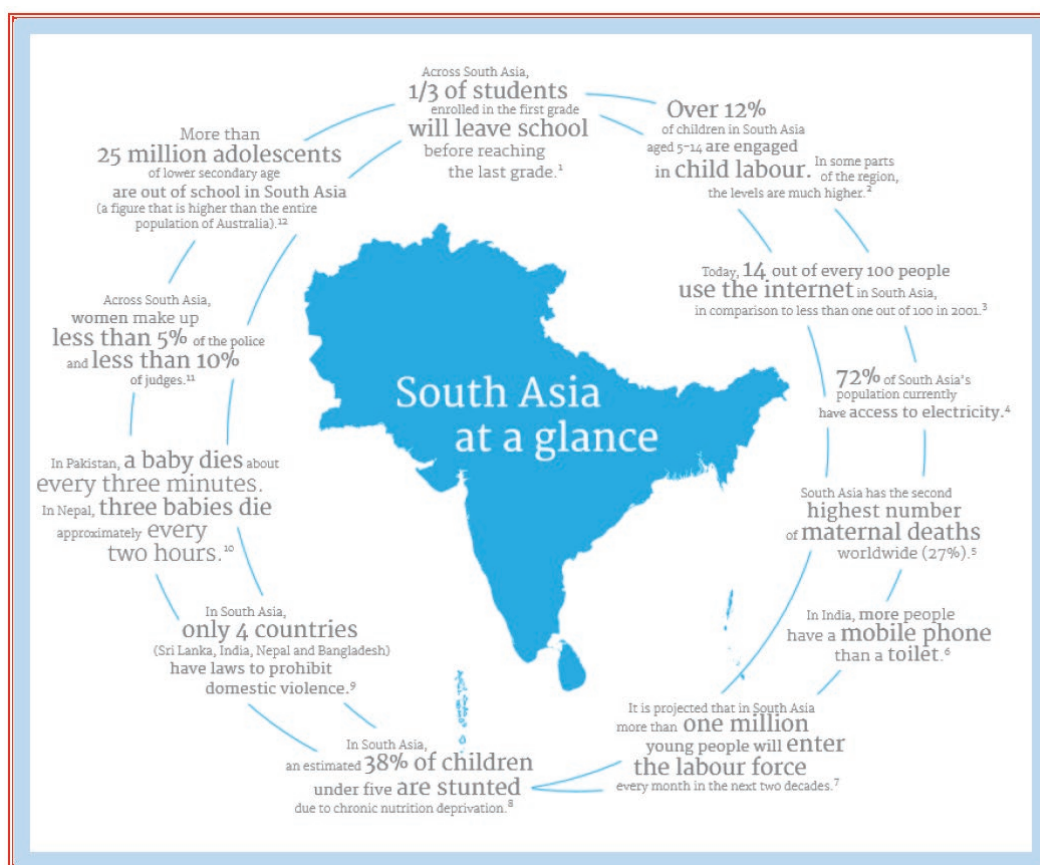 Across South Asia,
1/3 of students
enrolled in the first grade
will leave school
before reaching
the last grade.¹
Over 12%
of children in South Asia
aged 5-14 are engaged
in child labour. In some parts
of the region,
the levels are much higher.²
Today, 14 out of every 100 people
use the internet in South Asia,
in comparison to less than one out of 100 in 2001.³
72% of South Asia's
population currently
have access to electricity.⁴
South Asia has the second
highest number
of maternal deaths
worldwide (27%).⁵
In India, more people
have a mobile phone
than a toilet.⁶
It is projected that in South Asia
more than one million
young people will enter
the labour force
every month in the next two decades.⁷
In South Asia,
an estimated 38% of children
under five are stunted
due to chronic nutrition deprivation.⁸
In South Asia,
only 4 countries
(Sri Lanka, India, Nepal and Bangladesh)
have laws to prohibit
domestic violence.⁹
In Pakistan, a baby dies about
every three minutes.
In Nepal, three babies die
approximately every
two hours.¹⁰
Across South Asia,
women make up
less than 5% of the police
and less than 10%
of judges.¹¹
More than
25 million adolescents
of lower secondary age
are out of school in South Asia
(a figure that is higher than the entire
population of Australia).¹²
South Asia
at a glance